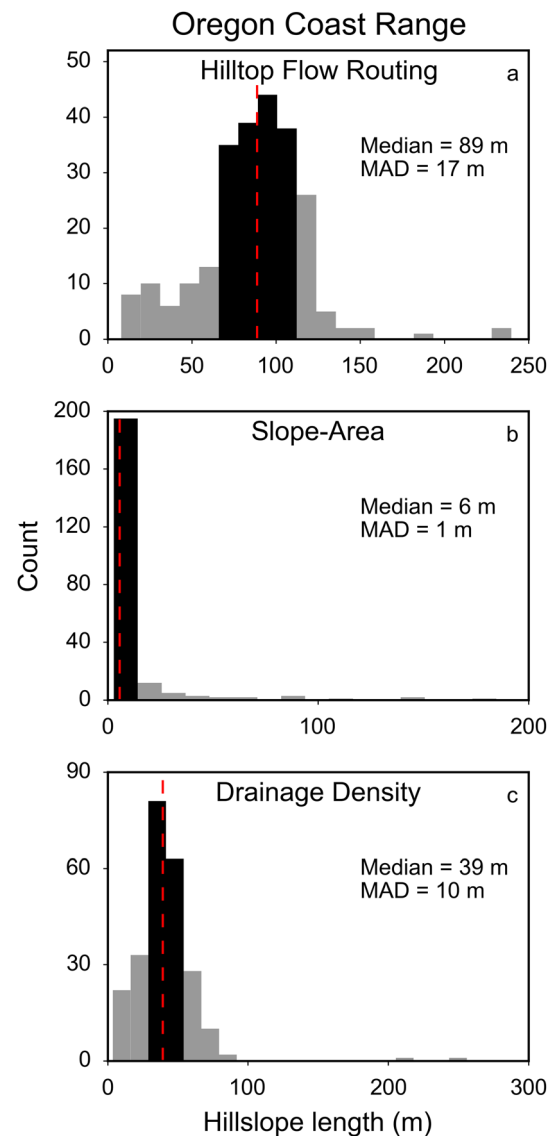 Oregon Coast Range
Hilltop Flow Routing
a
Median = 89 m
MAD = 17 m
50
40
30
20
10
0
0 50 100 150 200 250
Slope-Area
b
Median = 6 m
MAD = 1 m
200
160
120
80
40
0
0 100 200
Count
Drainage Density
c
Median = 39 m
MAD = 10 m
90
60
30
0
0 100 200 300
Hillslope length (m)